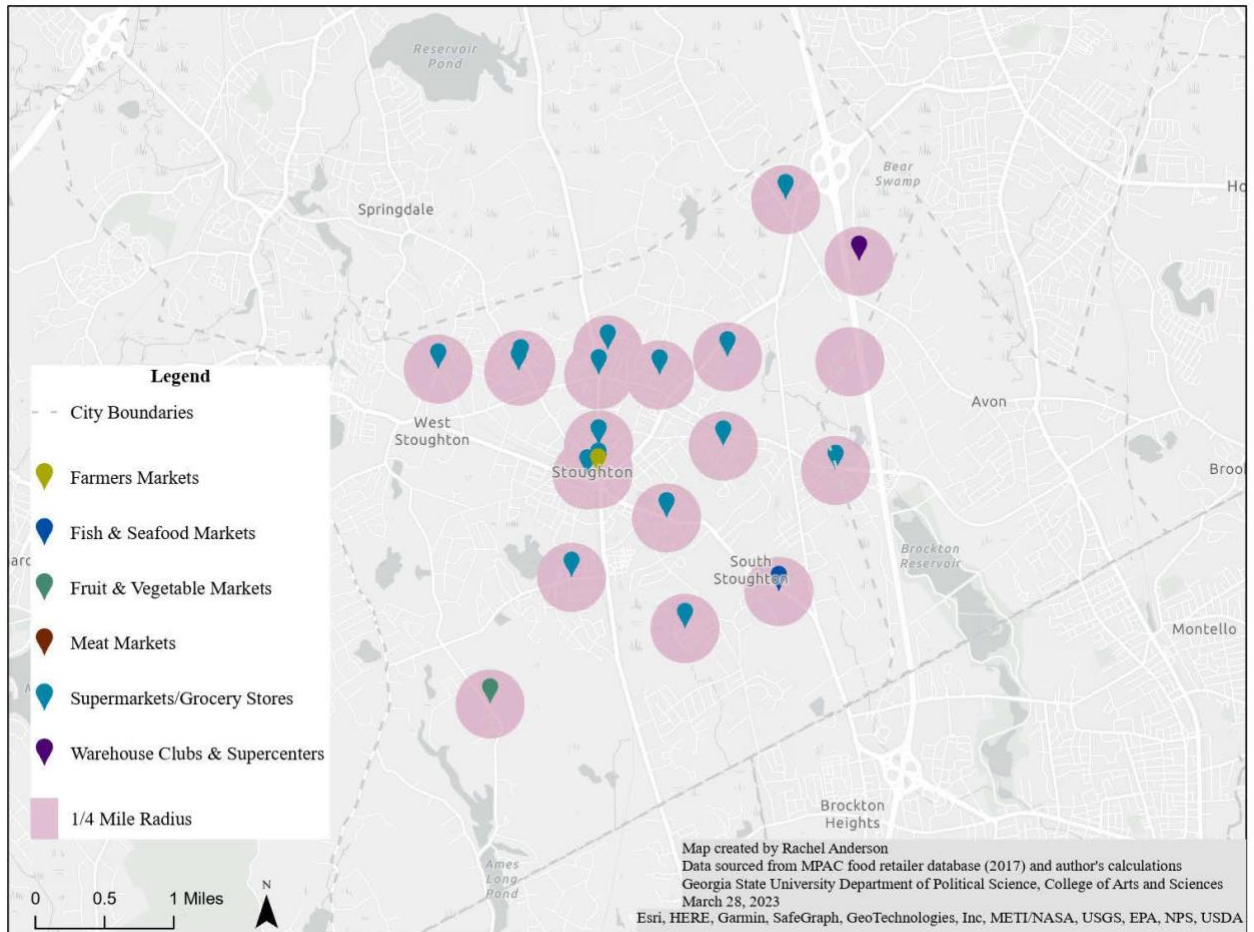 Reservoir
Pond
Bear
Swamp
Ho
Springdale
Legend
City Boundaries
Farmers Markets
Fish & Seafood Markets
Fruit & Vegetable Markets
Meat Markets
Supermarkets/Grocery Stores
Warehouse Clubs & Supercenters
1/4 Mile Radius
West
Stoughton
Avon
Stoughton
Brool
South
Stoughton
Brockton
Reservoir
Montello
Brockton
Heights
Ames
Long
Pond
0 0.5 1 Miles
N
Map created by Rachel Anderson
Data sourced from MPAC food retailer database (2017) and author's calculations
Georgia State University Department of Political Science, College of Arts and Sciences
March 28, 2023
Esri, HERE, Garmin, SafeGraph, GeoTechnologies, Inc, METI/NASA, USGS, EPA, NPS, USDA